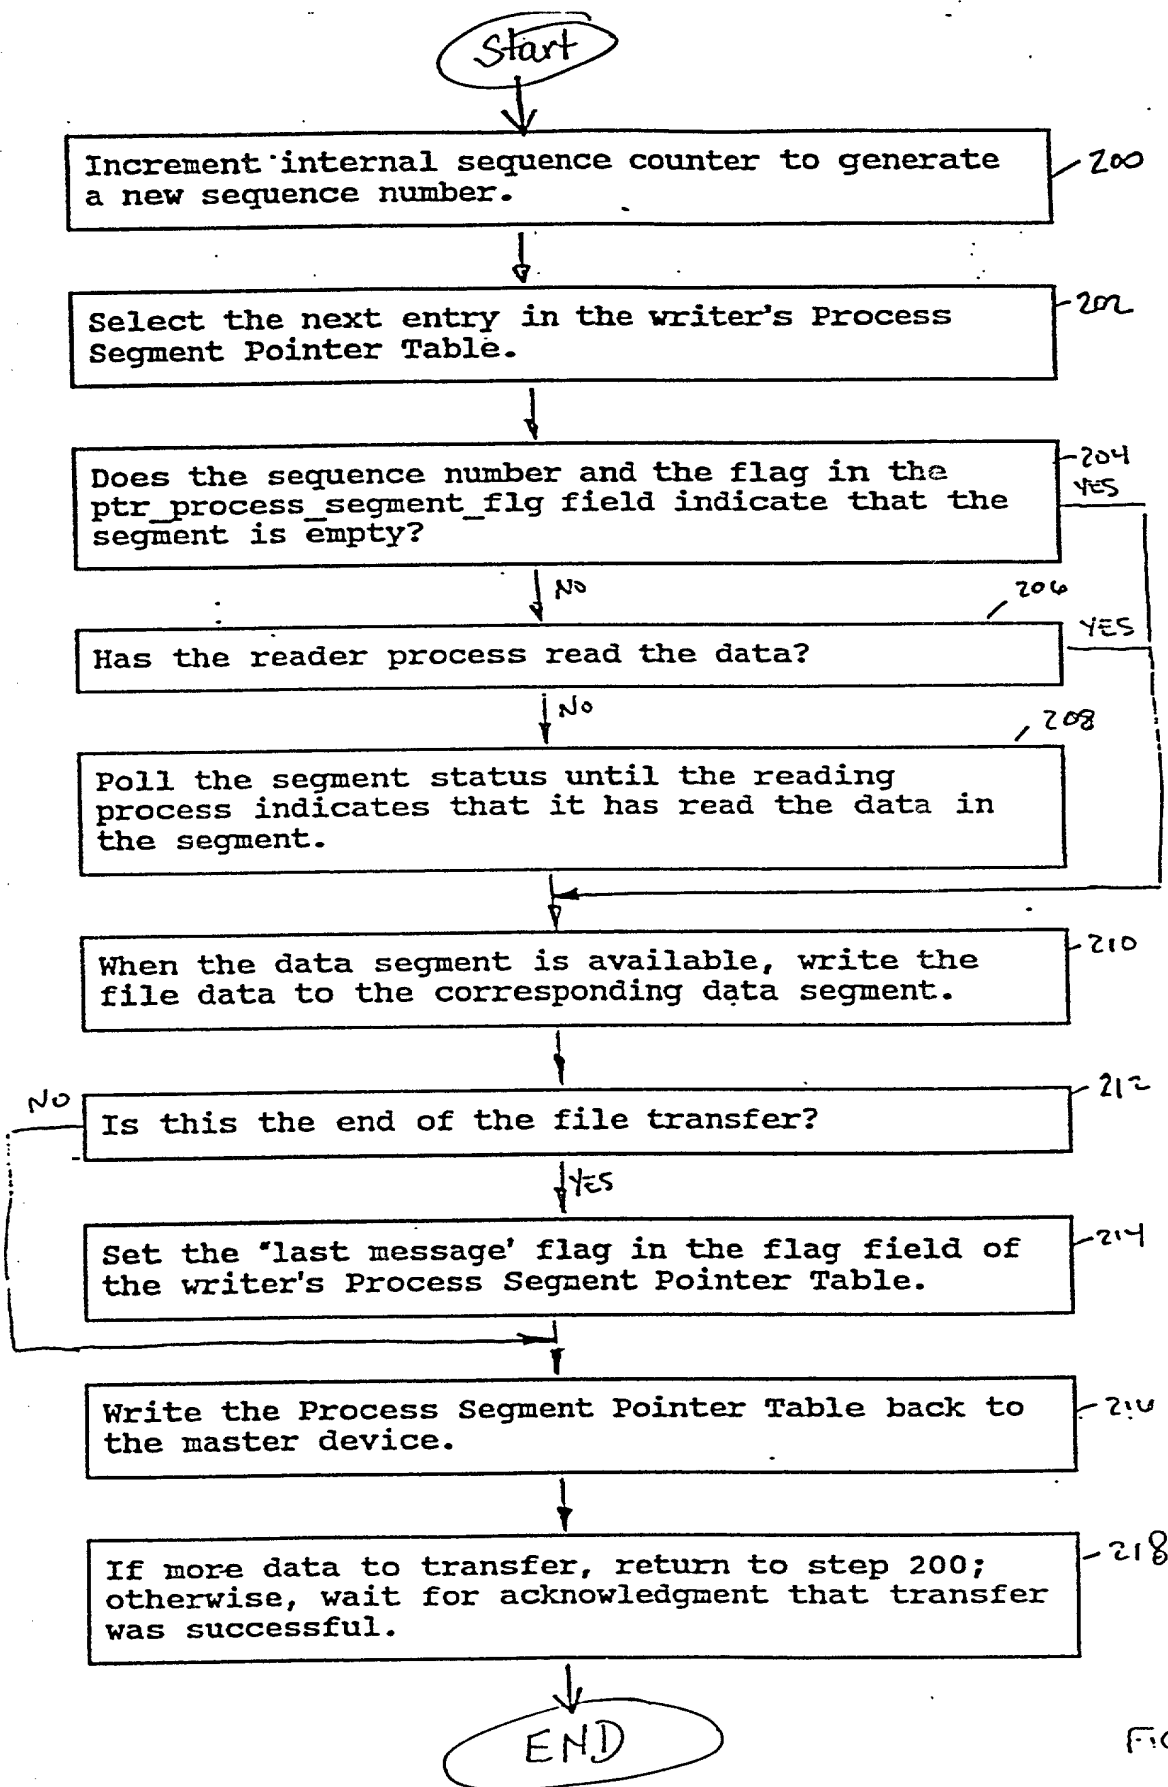 Start
Increment internal sequence counter to generate
a new sequence number.
200
Select the next entry in the writer's Process
Segment Pointer Table.
202
Does the sequence number and the flag in the
ptr_process_segment_flg field indicate that the
segment is empty?
204
YES
NO
206
Has the reader process read the data?
YES
NO
208
Poll the segment status until the reading
process indicates that it has read the data in
the segment.
When the data segment is available, write the
file data to the corresponding data segment.
210
NO
Is this the end of the file transfer?
212
YES
Set the "last message' flag in the flag field of
the writer's Process Segment Pointer Table.
214
Write the Process Segment Pointer Table back to
the master device.
If more data to transfer, return to step 200;
otherwise, wait for acknowledgment that transfer
was successful.
218
END